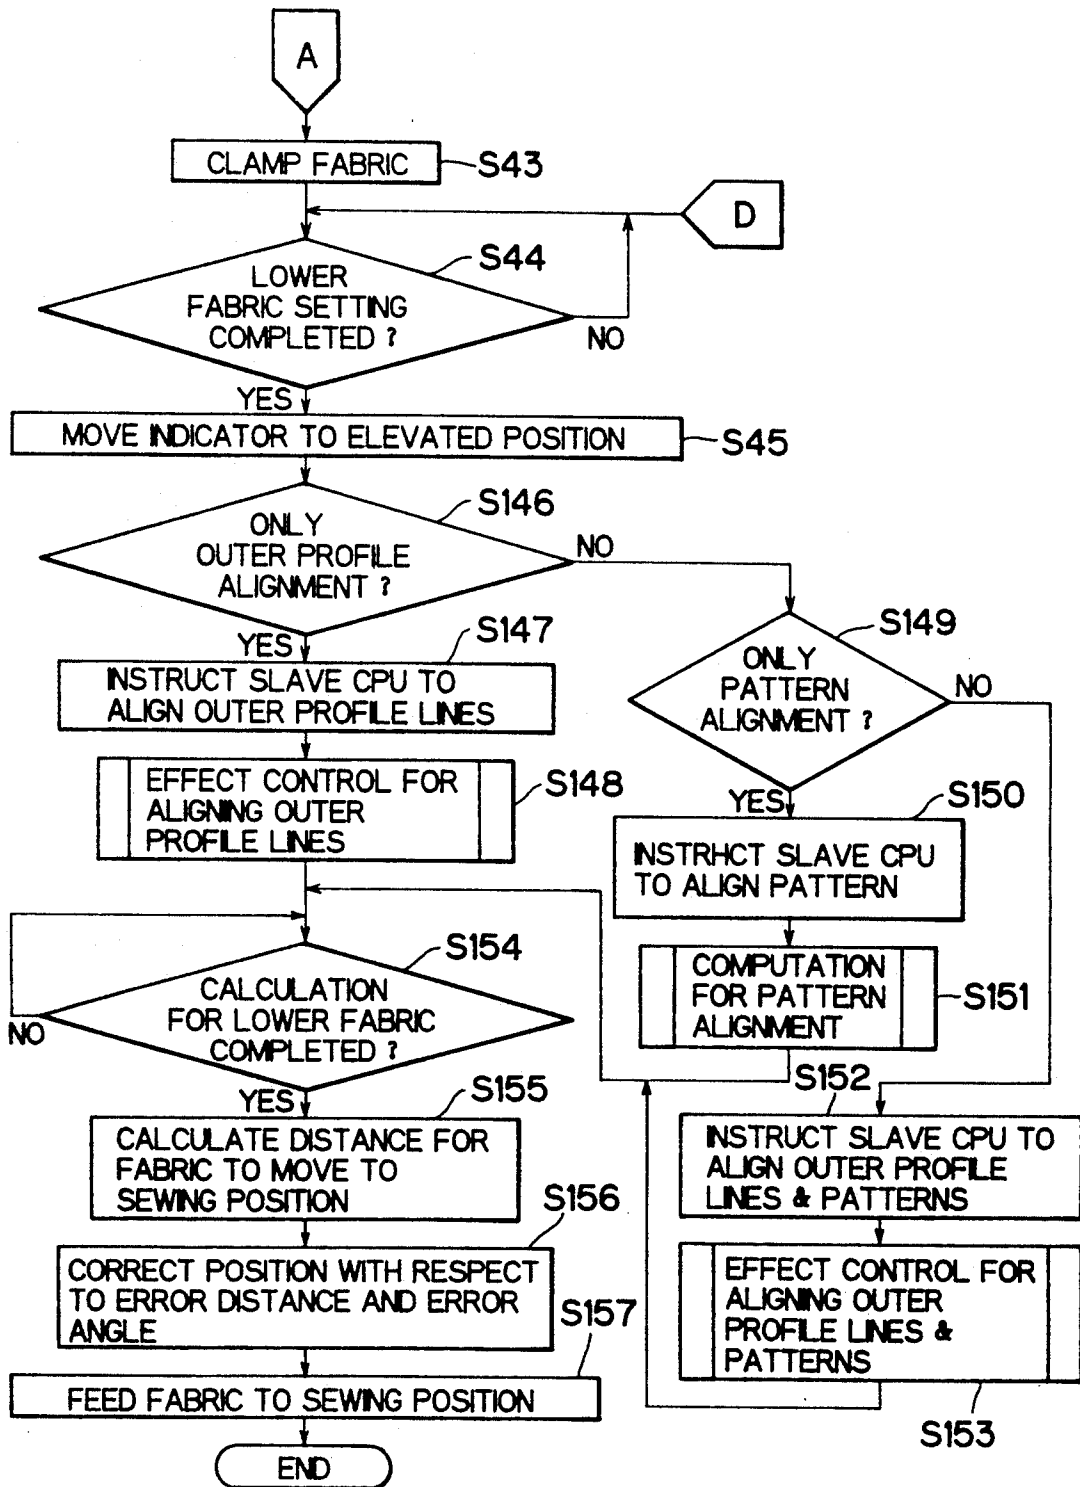 A
CLAMP FABRIC
S43
D
S44
LOWER
FABRIC SETTING
COMPLETED ?
NO
YES
MOVE INDICATOR TO ELEVATED POSITION
S45
S146
ONLY
OUTER PROFILE
ALIGNMENT ?
NO
YES
S147
INSTRUCT SLAVE CPU TO
ALIGN OUTER PROFILE LINES
EFFECT CONTROL FOR
ALIGNING OUTER
PROFILE LINES
S148
S149
ONLY
PATTERN
ALIGNMENT ?
NO
YES
S150
INSTRHCT SLAVE CPU
TO ALIGN PATTERN
COMPUTATION
FOR PATTERN
ALIGNMENT
S151
S152
INSTRUCT SLAVE CPU TO
ALIGN OUTER PROFILE
LINES & PATTERNS
EFFECT CONTROL FOR
ALIGNING OUTER
PROFILE LINES &
PATTERNS
S153
S154
CALCULATION
FOR LOWER FABRIC
COMPLETED ?
NO
YES
S155
CALCULATE DISTANCE FOR
FABRIC TO MOVE TO
SEWING POSITION
S156
CORRECT POSITION WITH RESPECT
TO ERROR DISTANCE AND ERROR
ANGLE
S157
FEED FABRIC TO SEWING POSITION
END